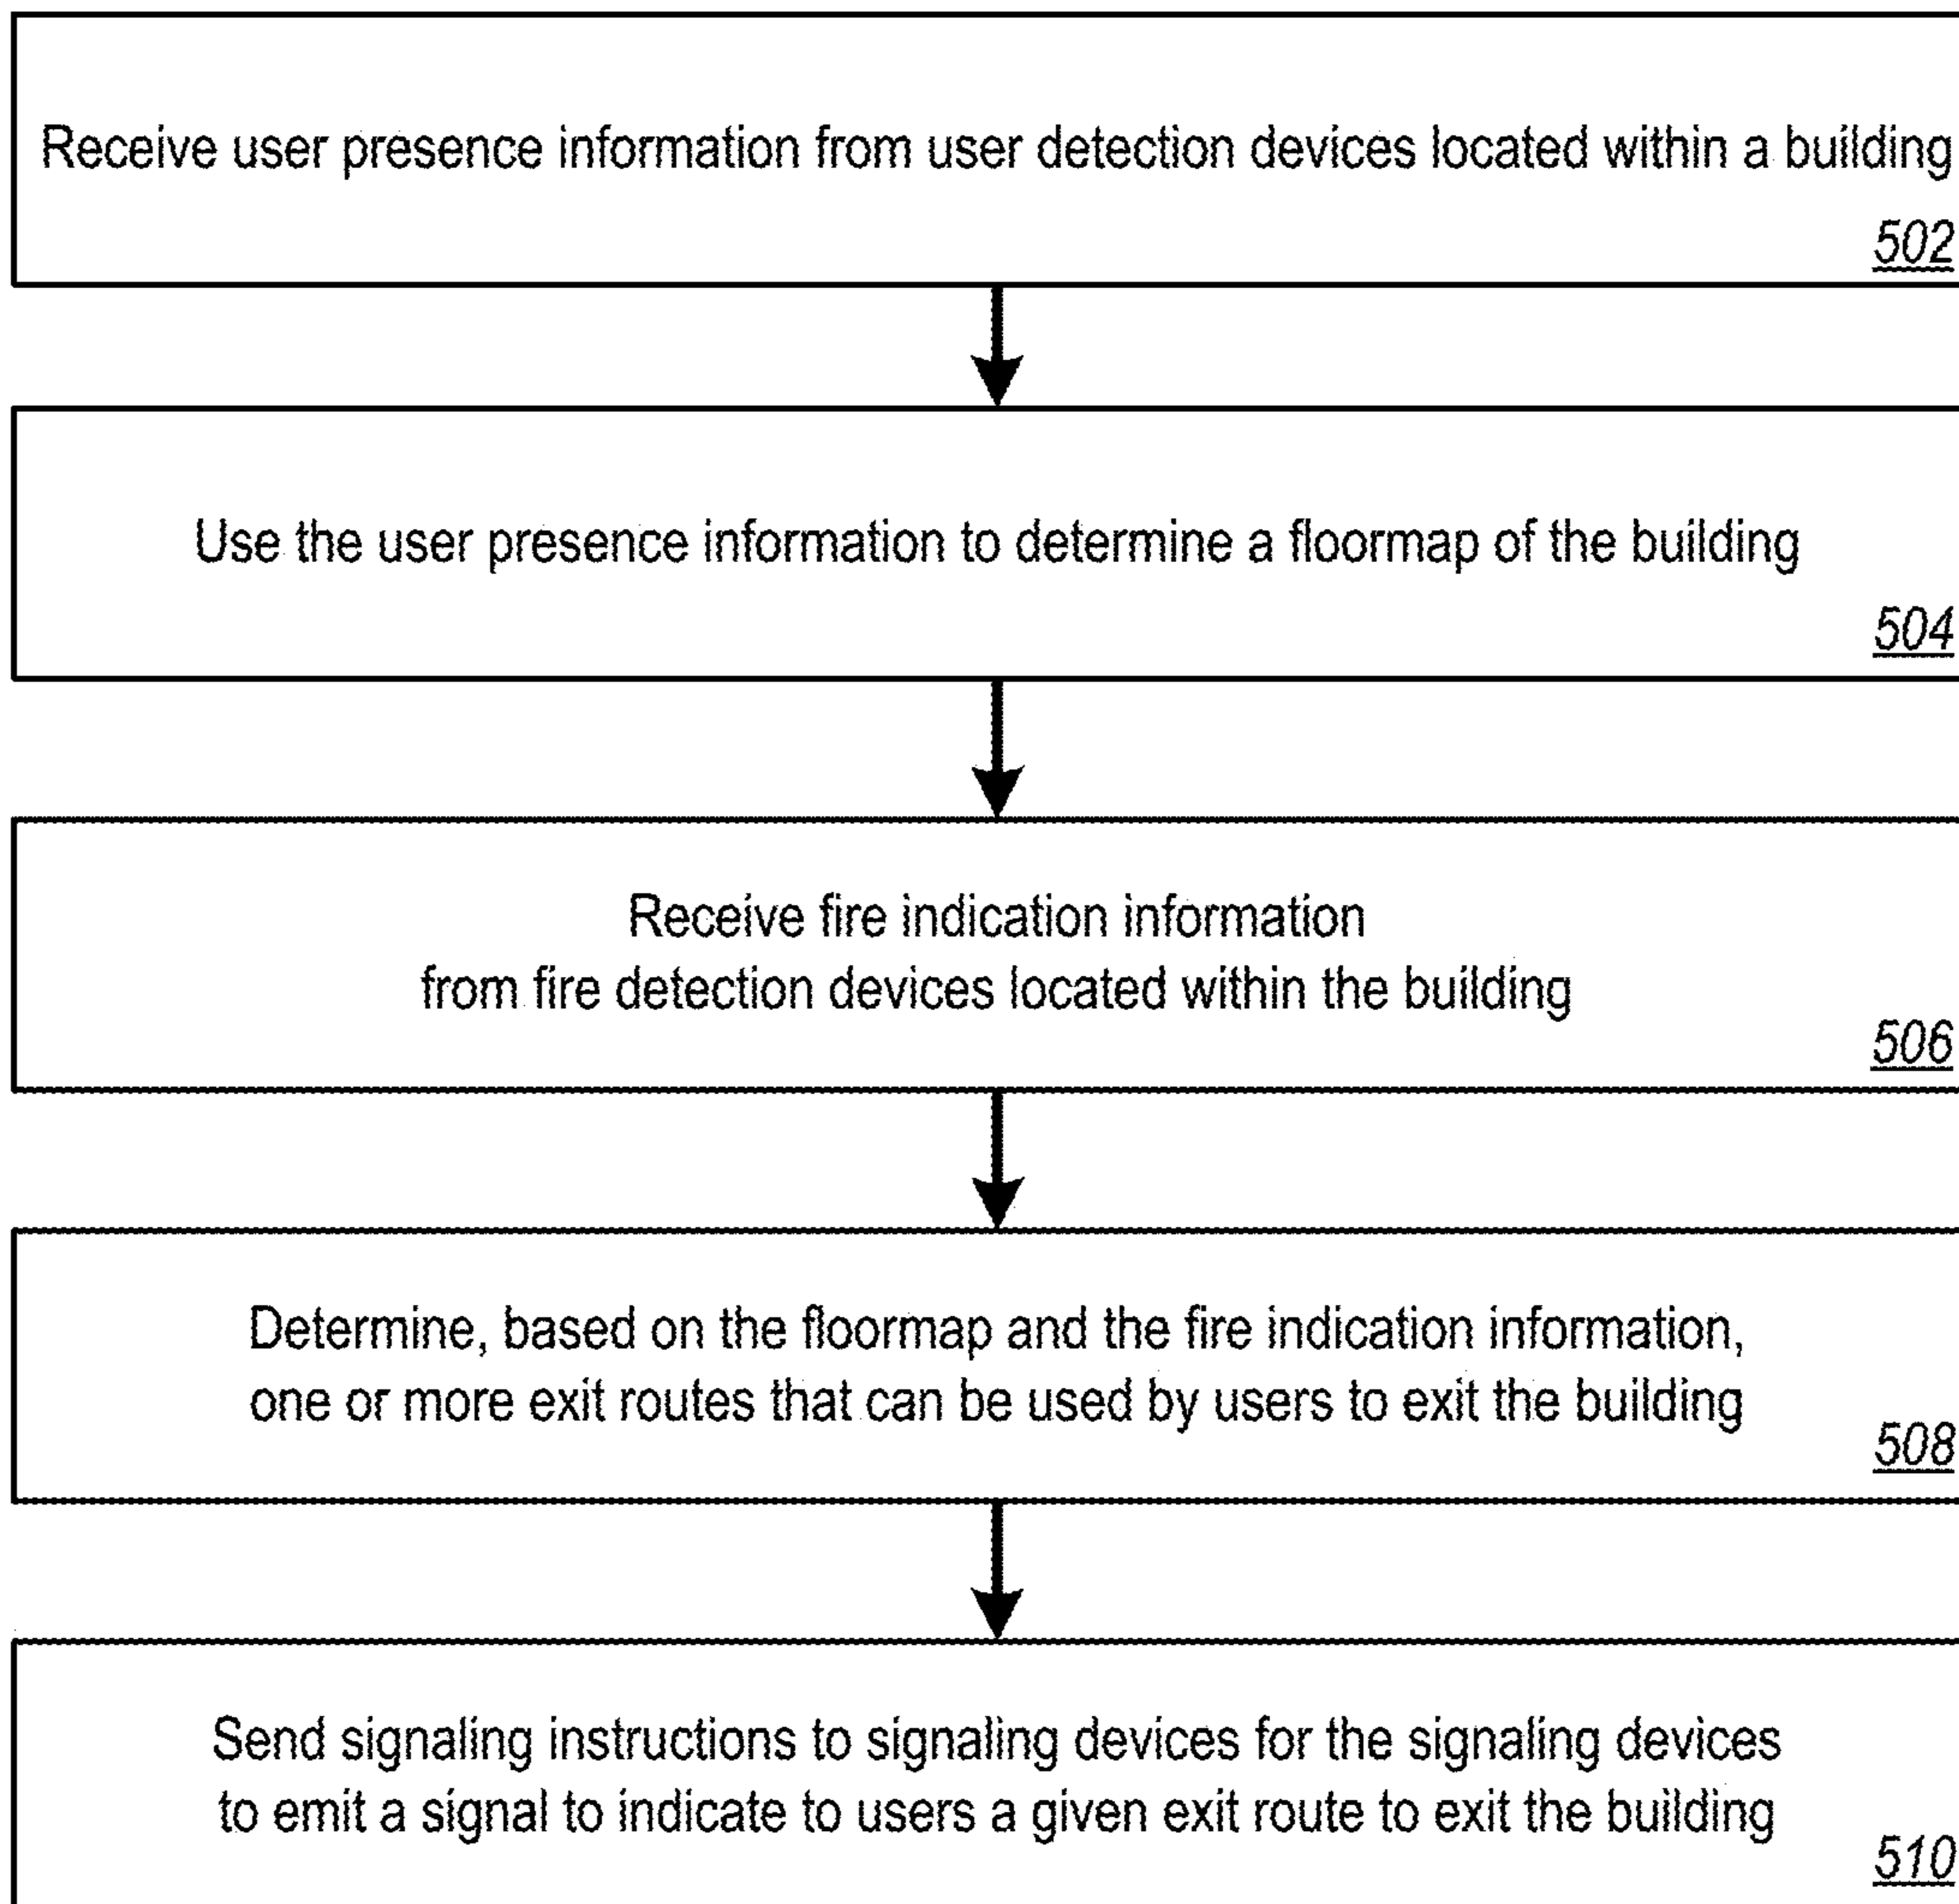 Receive user presence information from user detection devices located within a building
502
Use the user presence information to determine a floormap of the building
504
Receive fire indication information
from fire detection devices located within the building
506
Determine, based on the floormap and the fire indication information,
one or more exit routes that can be used by users to exit the building
508
Send signaling instructions to signaling devices for the signaling devices
to emit a signal to indicate to users a given exit route to exit the building
510